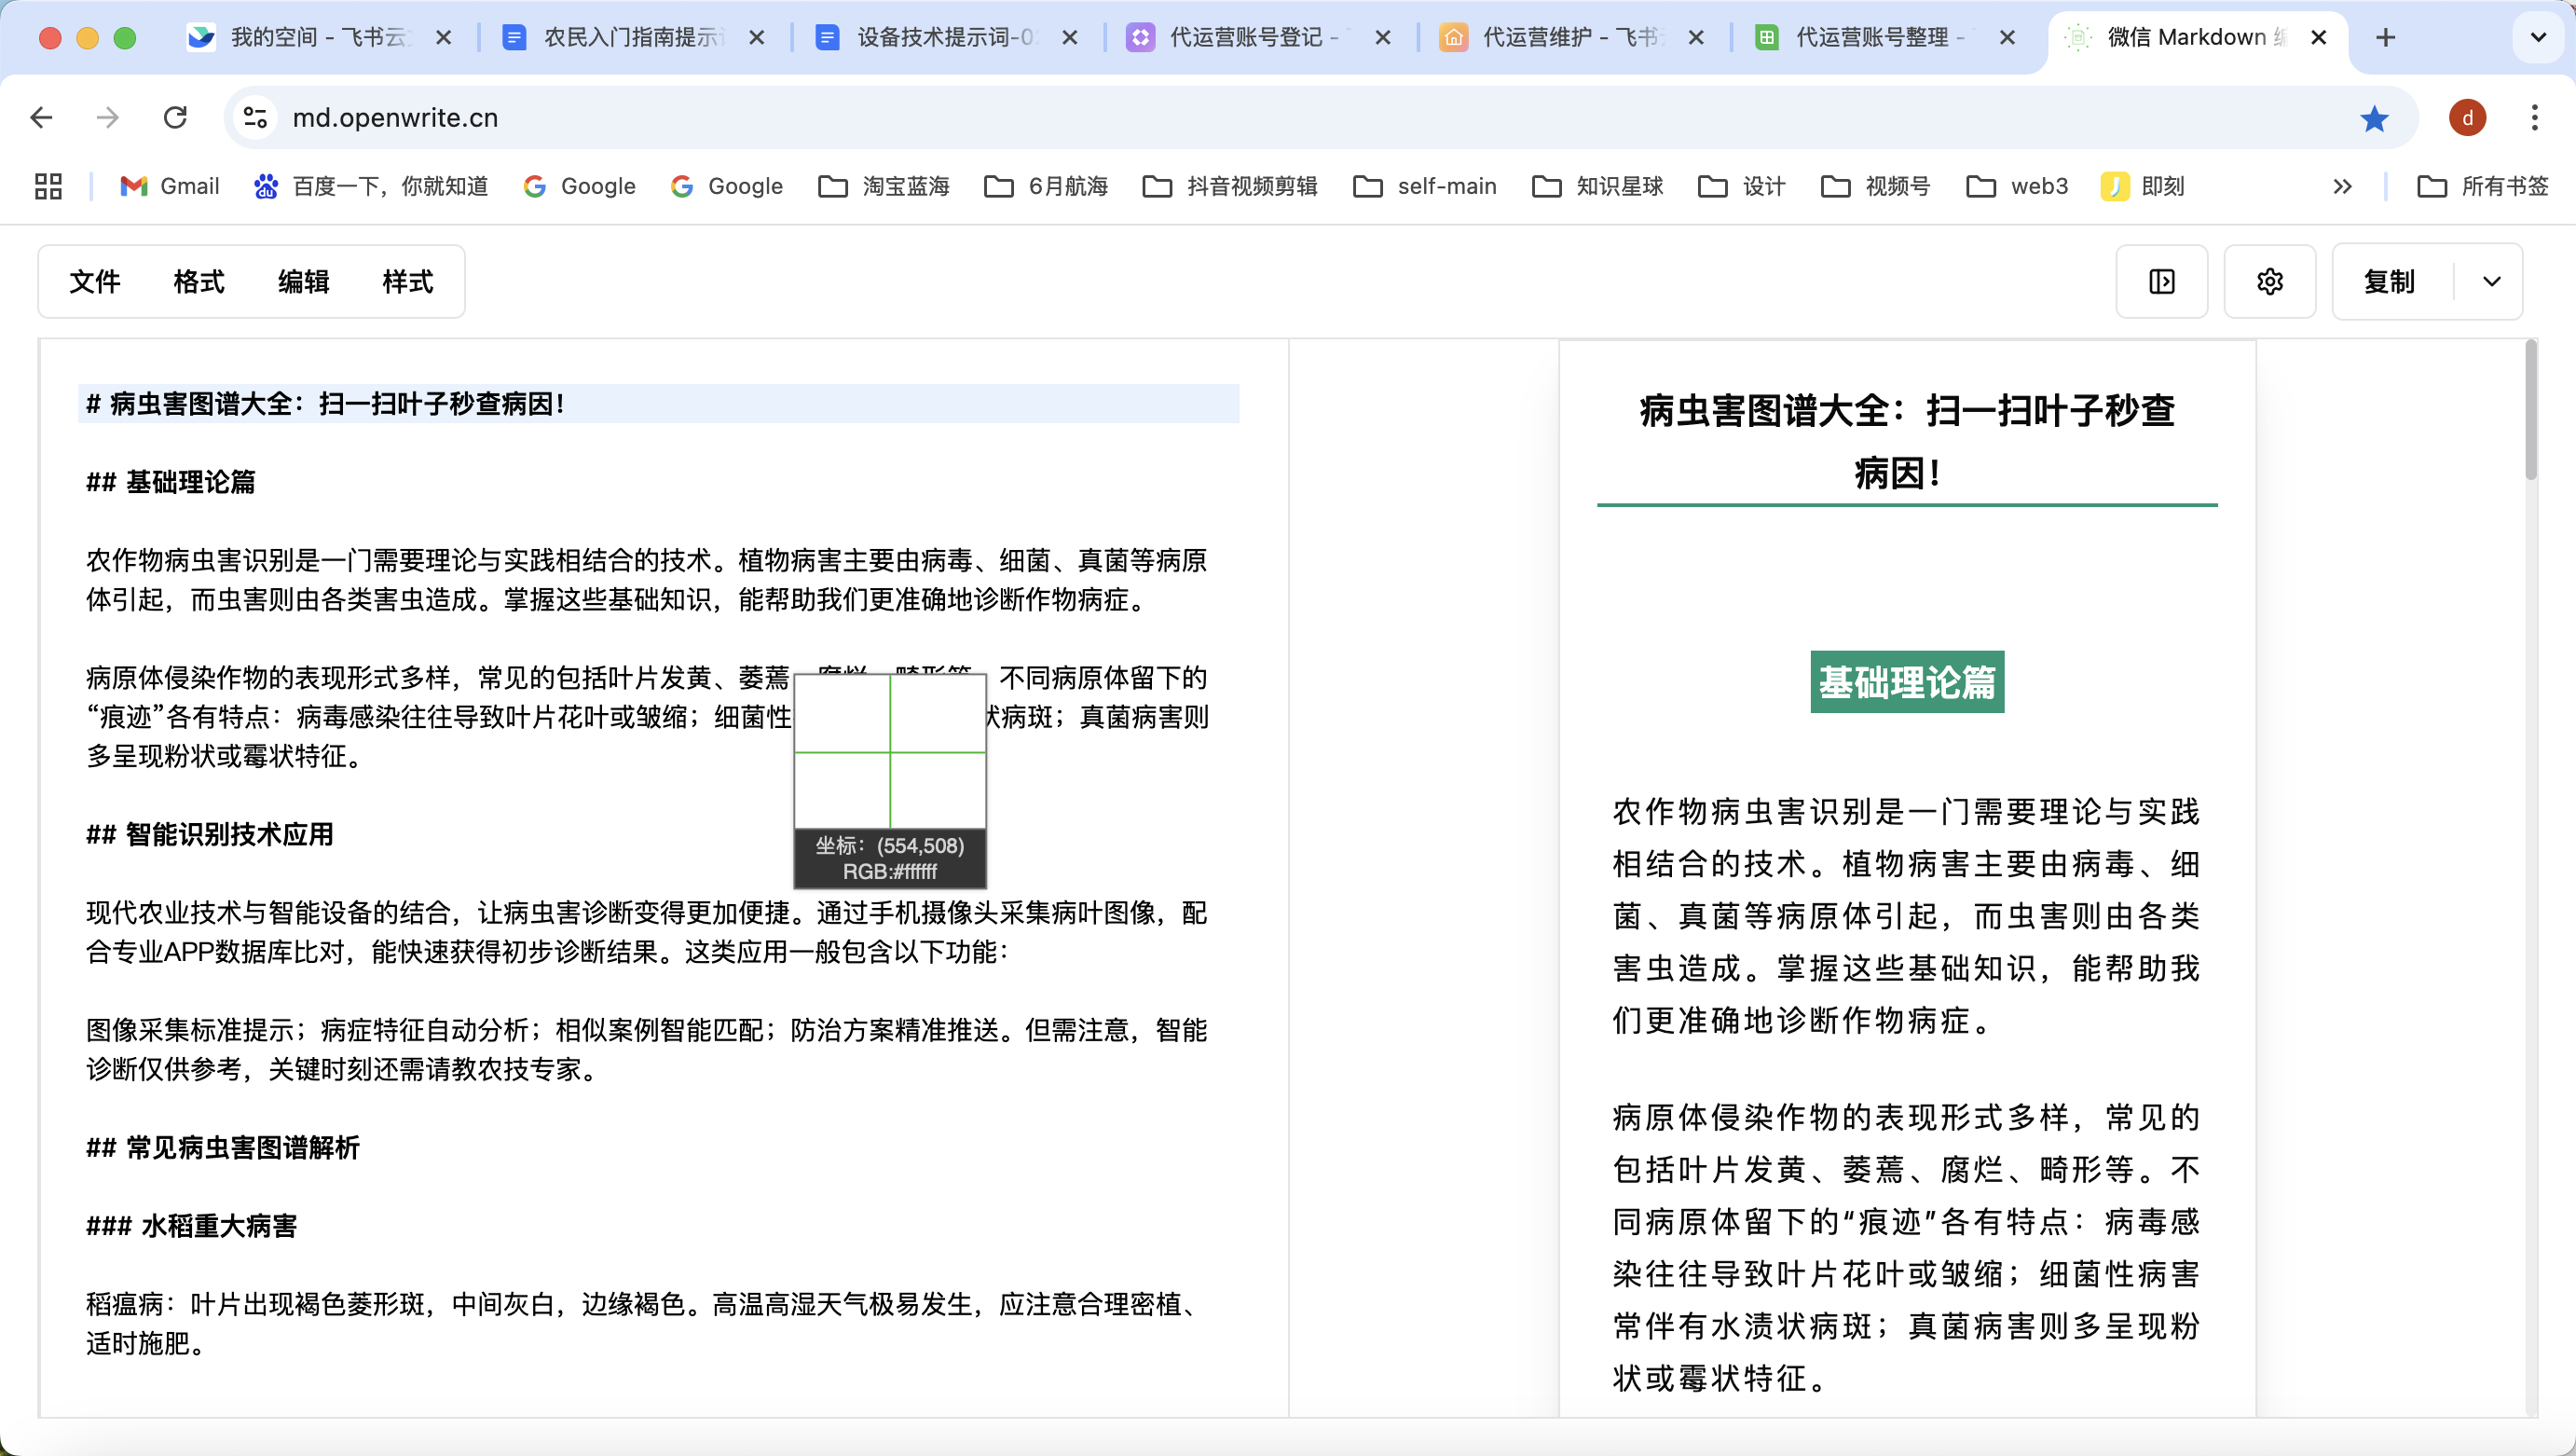 我的空间 - 飞书云
农民入门指南提示
设备技术提示词-0
代运营账号登记 -
代运营维护 - 飞书
代运营账号整理 -
微信 Markdown 编
md.openwrite.cn
d
Gmail
百度一下，你就知道
Google
Google
淘宝蓝海
6月航海
抖音视频剪辑
self-main
知识星球
设计
视频号
web3
即刻
所有书签
文件 格式 编辑 样式
复制
# 病虫害图谱大全：扫一扫叶子秒查病因！
## 基础理论篇
农作物病虫害识别是一门需要理论与实践相结合的技术。植物病害主要由病毒、细菌、真菌等病原
体引起，而虫害则由各类害虫造成。掌握这些基础知识，能帮助我们更准确地诊断作物病症。
病原体侵染作物的表现形式多样，常见的包括叶片发黄、萎蔫、腐烂、畸形等。不同病原体留下的
“痕迹”各有特点：病毒感染往往导致叶片花叶或皱缩；细菌性 状病斑；真菌病害则
多呈现粉状或霉状特征。
坐标：(554,508)
RGB:#ffffff
## 智能识别技术应用
现代农业技术与智能设备的结合，让病虫害诊断变得更加便捷。通过手机摄像头采集病叶图像，配
合专业APP数据库比对，能快速获得初步诊断结果。这类应用一般包含以下功能：
图像采集标准提示；病症特征自动分析；相似案例智能匹配；防治方案精准推送。但需注意，智能
诊断仅供参考，关键时刻还需请教农技专家。
## 常见病虫害图谱解析
### 水稻重大病害
稻瘟病：叶片出现褐色菱形斑，中间灰白，边缘褐色。高温高湿天气极易发生，应注意合理密植、
适时施肥。
病虫害图谱大全：扫一扫叶子秒查
病因！
基础理论篇
农作物病虫害识别是一门需要理论与实践
相结合的技术。植物病害主要由病毒、细
菌、真菌等病原体引起，而虫害则由各类
害虫造成。掌握这些基础知识，能帮助我
们更准确地诊断作物病症。
病原体侵染作物的表现形式多样，常见的
包括叶片发黄、萎蔫、腐烂、畸形等。不
同病原体留下的“痕迹”各有特点：病毒感
染往往导致叶片花叶或皱缩；细菌性病害
常伴有水渍状病斑；真菌病害则多呈现粉
状或霉状特征。